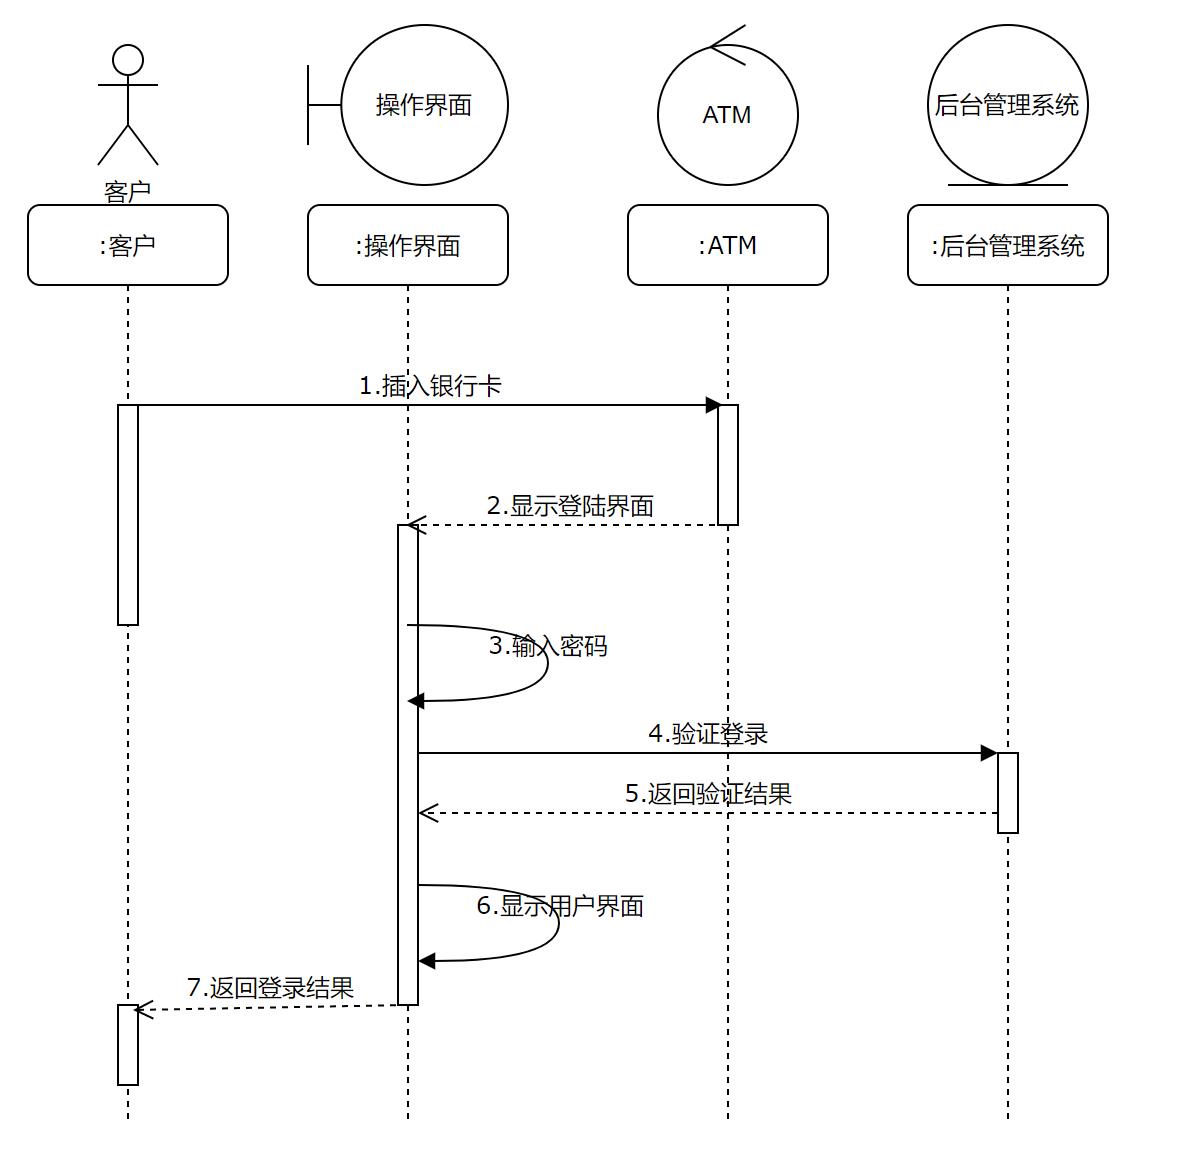 操作界面
ATM
后台管理系统
客户
:客户
:操作界面
:ATM
:后台管理系统
1.插入银行卡
2.显示登陆界面
3.输入密码
4.验证登录
5.返回验证结果
6.显示用户界面
7.返回登录结果